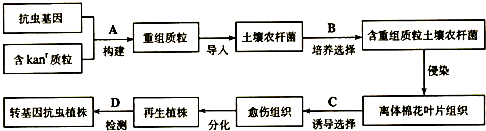 抗虫基因
含kanʳ质粒
A
构建
重组质粒
导入
土壤农杆菌
B
培养选择
含重组质粒土壤农杆菌
侵染
离体棉花叶片组织
C
诱导选择
愈伤组织
分化
再生植株
D
检测
转基因抗虫植株